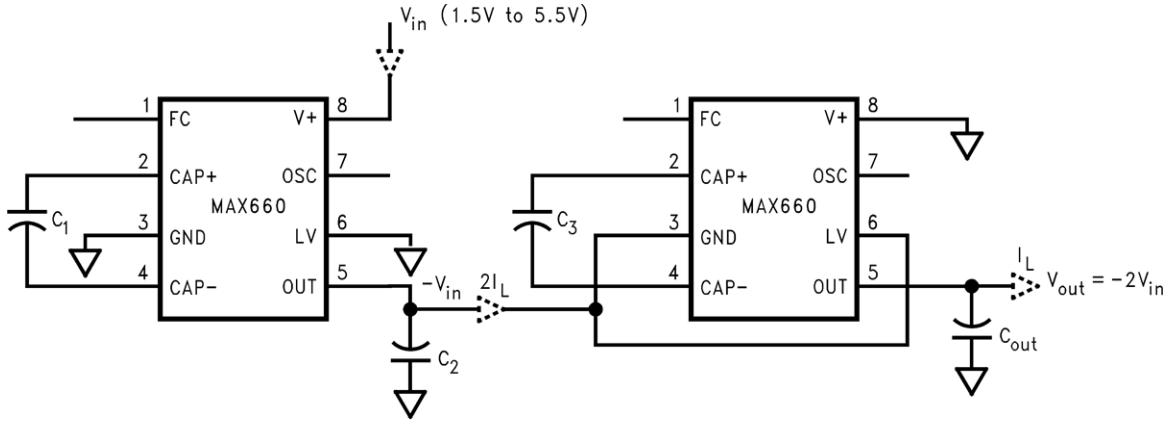 V_in (1.5V to 5.5V)
1 FC V+ 8
2 CAP+ OSC 7
MAX660
3 GND LV 6
4 CAP- OUT 5
C_1
-V_in 2I_L
C_2
1 FC V+ 8
2 CAP+ OSC 7
MAX660
3 GND LV 6
4 CAP- OUT 5
C_3
I_L
V_out = -2V_in
C_out